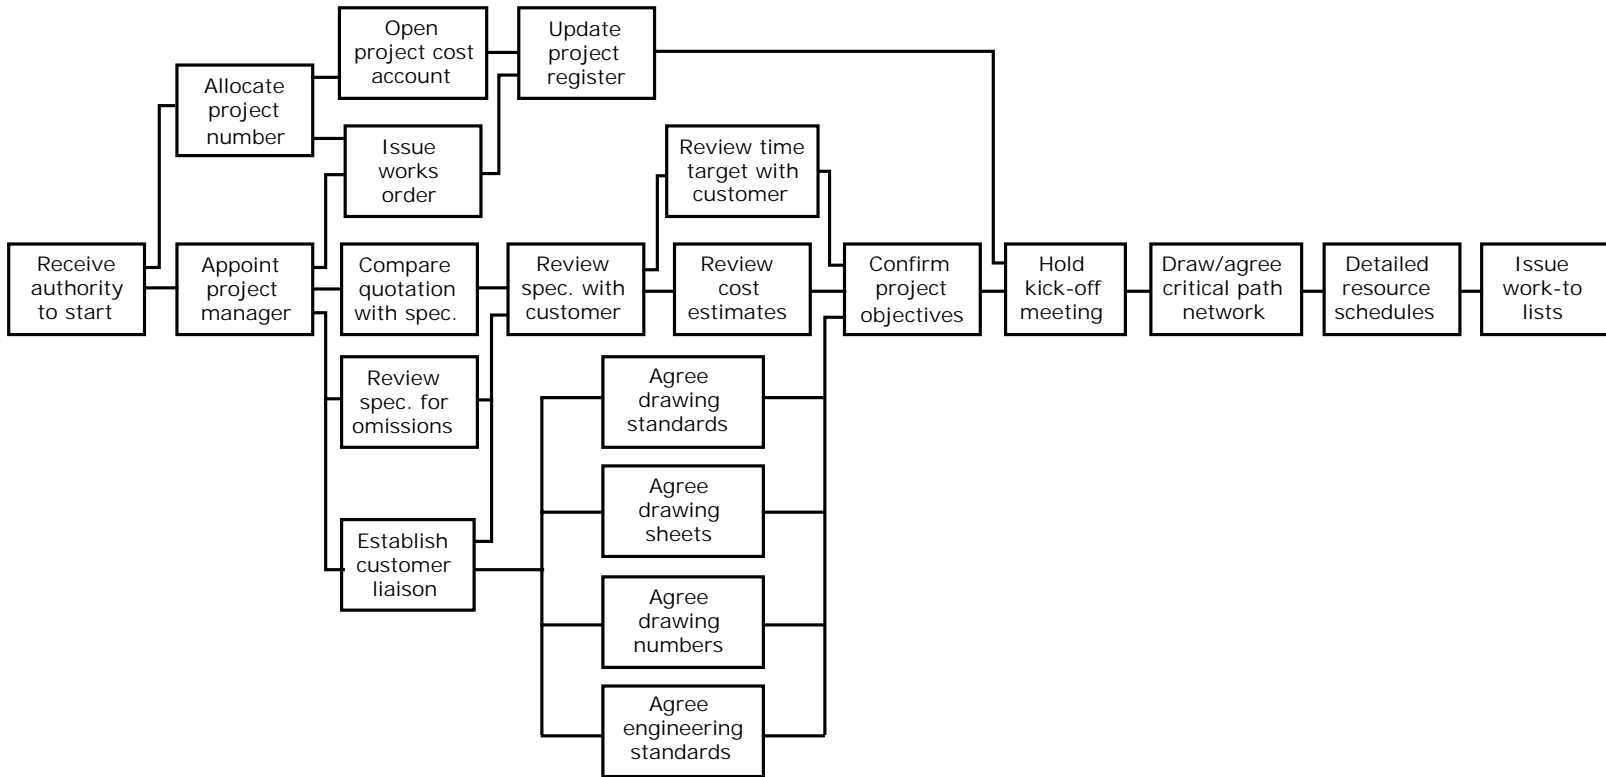 Open
project cost
account
Update
project
register
Allocate
project
number
Issue
works
order
Review time
target with
customer
Receive
authority
to start
Appoint
project
manager
Compare
quotation
with spec.
Review
spec. with
customer
Review
cost
estimates
Confirm
project
objectives
Hold
kick-off
meeting
Draw/agree
critical path
network
Detailed
resource
schedules
Issue
work-to
lists
Review
spec. for
omissions
Agree
drawing
standards
Agree
drawing
sheets
Establish
customer
liaison
Agree
drawing
numbers
Agree
engineering
standards